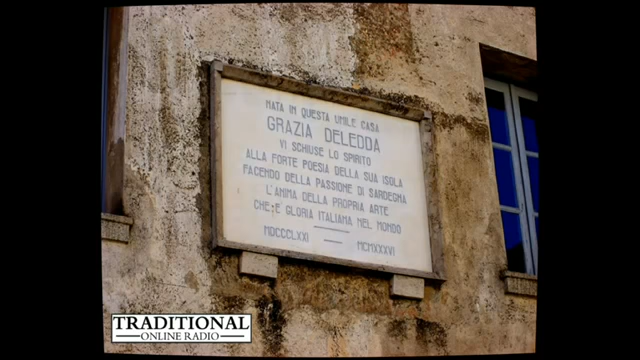 NATA IN QUESTA UMILE CASA
GRAZIA DELEDDA
VI SCHIUSE LO SPIRITO
ALLA FORTE POESIA DELLA SUA ISOLA
FACENDO DELLA PASSIONE DI SARDEGNA
L'ANIMA DELLA PROPRIA ARTE
CHE È GLORIA ITALIANA NEL MONDO
MDCCCLXXI — MCMXXXVI
TRADITIONAL
ONLINE RADIO